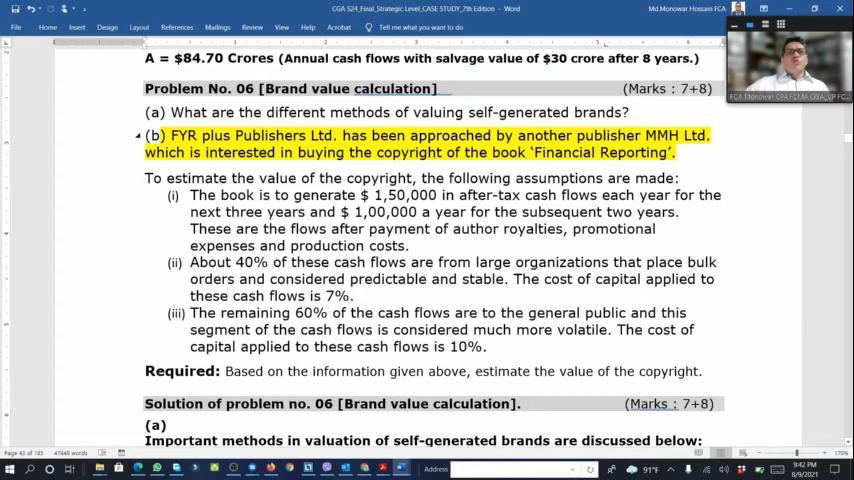 CGA S24_Final_Strategic Level_CASE STUDY_7th Edition - Word
Md.Monowar Hossain FCA
File Home Insert Design Layout References Mailings Review View Help Acrobat Tell me what you want to do
A = $84.70 Crores (Annual cash flows with salvage value of $30 crore after 8 years.)
Problem No. 06 [Brand value calculation] (Marks : 7+8)
(a) What are the different methods of valuing self-generated brands?
(b) FYR plus Publishers Ltd. has been approached by another publisher MMH Ltd.
which is interested in buying the copyright of the book ‘Financial Reporting’.
To estimate the value of the copyright, the following assumptions are made:
(i) The book is to generate $ 1,50,000 in after-tax cash flows each year for the
next three years and $ 1,00,000 a year for the subsequent two years.
These are the flows after payment of author royalties, promotional
expenses and production costs.
(ii) About 40% of these cash flows are from large organizations that place bulk
orders and considered predictable and stable. The cost of capital applied to
these cash flows is 7%.
(iii) The remaining 60% of the cash flows are to the general public and this
segment of the cash flows is considered much more volatile. The cost of
capital applied to these cash flows is 10%.
Required: Based on the information given above, estimate the value of the copyright.
Solution of problem no. 06 [Brand value calculation]. (Marks : 7+8)
(a)
Important methods in valuation of self-generated brands are discussed below:
Page 43 of 185 47448 words
170%
Address
91°F
9:42 PM
8/9/2021